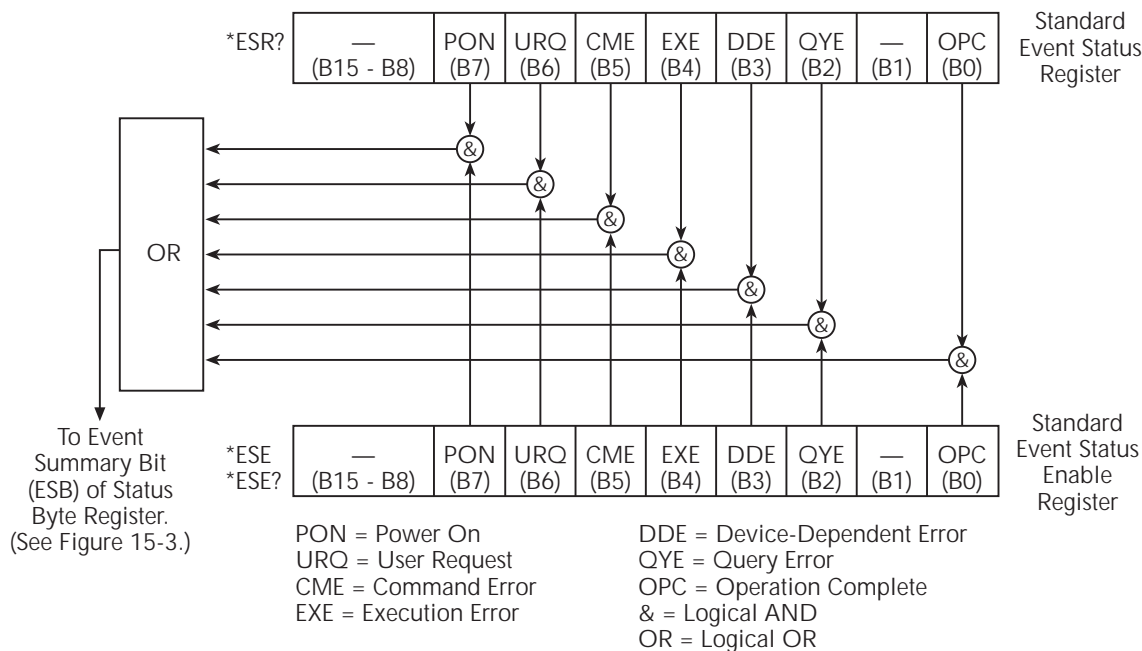 *ESR?
— PON URQ CME EXE DDE QYE — OPC
(B15 - B8) (B7) (B6) (B5) (B4) (B3) (B2) (B1) (B0)
Standard
Event Status
Register
&
&
&
&
&
&
&
OR
To Event
Summary Bit
(ESB) of Status
Byte Register.
(See Figure 15-3.)
*ESE
*ESE?
— PON URQ CME EXE DDE QYE — OPC
(B15 - B8) (B7) (B6) (B5) (B4) (B3) (B2) (B1) (B0)
Standard
Event Status
Enable
Register
PON = Power On
URQ = User Request
CME = Command Error
EXE = Execution Error
DDE = Device-Dependent Error
QYE = Query Error
OPC = Operation Complete
& = Logical AND
OR = Logical OR